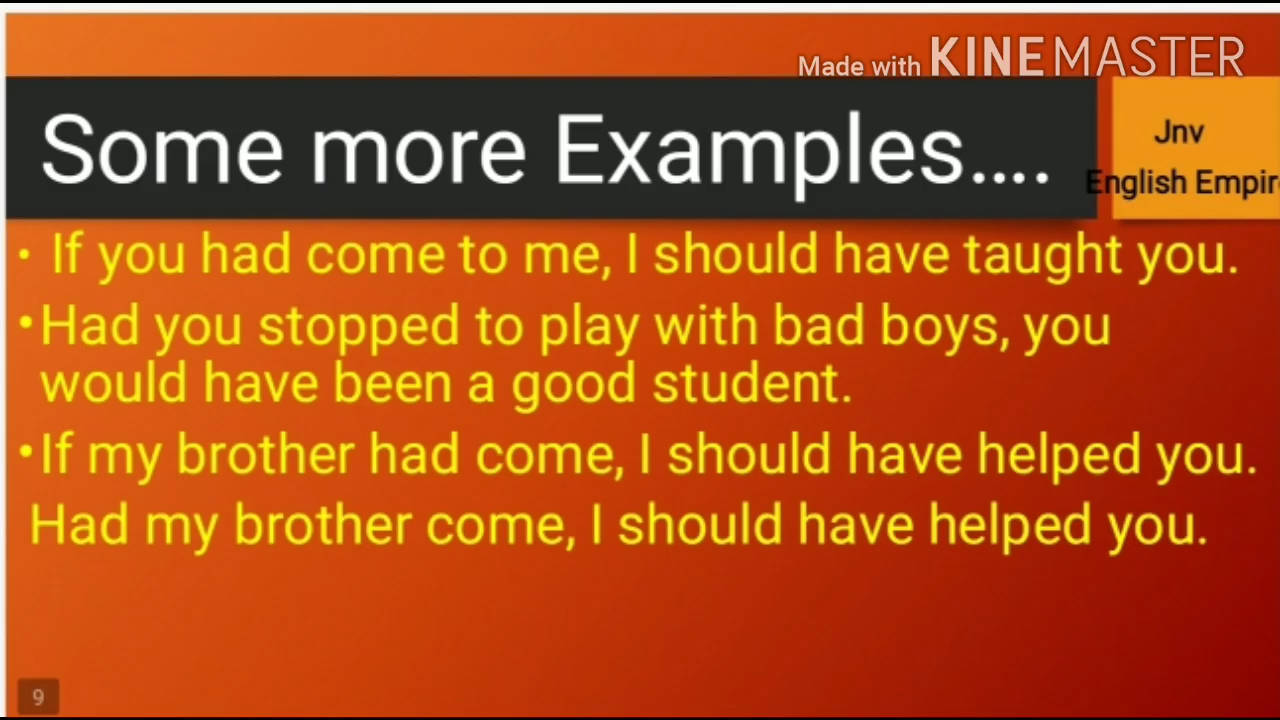 Made with KINEMASTER
Some more Examples....
Jnv
English Empir
• If you had come to me, I should have taught you.
•Had you stopped to play with bad boys, you
would have been a good student.
•If my brother had come, I should have helped you.
Had my brother come, I should have helped you.
9